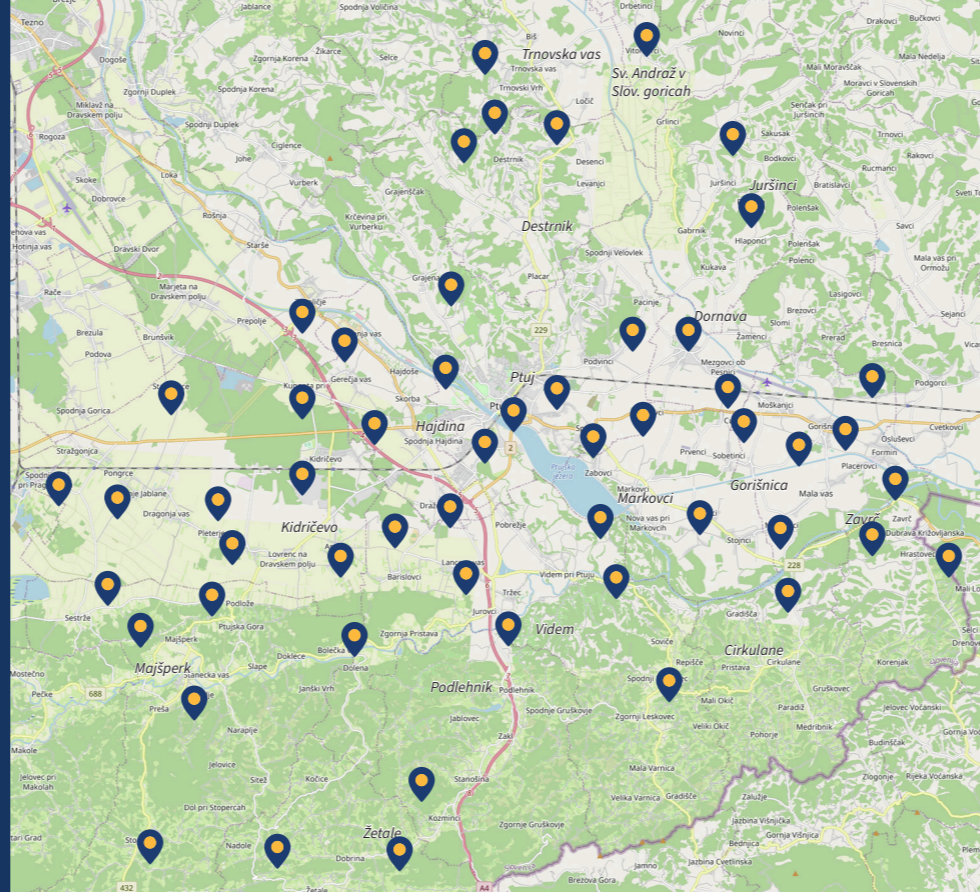 Jablance
Spodnja Voličina
Drbetinci
Bučkovci
Drakovci
Tezno
Biš
Novinci
Žikarce
Selce
Trnovska vas
Zgornja Korena
Dogoše
Trnovska vas
Mala Nedelja
Mali Moravščak
Sv. Andraž v
Slov. goricah
Moravci v Slovenskih
Goricah
Zgornji Duplek
Spodnja Korena
Trnovski Vrh
Ločič
Miklavž na
Dravskem polju
Senčak pri
Juršincih
Spodnji Duplek
Grlinci
Rogoza
Sakusak
Trnovci
Ciglence
Johe
Destrnik
Desenci
Bodkovci
Rakovci
Loka
Rucmanci
Skoke
Vurberk
Levanjci
Juršinci
Juršinci
Bratislavci
Dobrovce
Grajenščak
Polenšak
Rošnja
Krčevina pri
Vurberku
Destrnik
Gabrnik
Savci
Hotinja vas
Dravski Dvor
Starše
Spodnji Velovlek
Hlaponci
Polenšak
Polenci
Mala vas pri
Ormožu
Kukava
Rače
Marjeta na
Dravskem polju
Placar
Lasigovci
Pacinje
Brezovci
Sejanci
Prepolje
Dornava
Slomi
Brezula
Brunšvik
229
Zamenci
Prerad
Bresnica
Podova
Podvinci
Mezgovci ob
Pesnici
Gerečja vas
Hajdoše
Ptuj
Podgorci
Skorba
Moškanjci
Spodnja Gorica
Hajdina
Spodnja Hajdina
Cvetkovci
Osluševci
Stražgonjca
2
Prvenci
Sobetinci
Formin
Kidričevo
Ptujsko
jezero
Zabovci
Placerovci
Pongrce
Markovci
Markovci
Gorišnica
Mala vas
Dragonja vas
Nova vas pri
Markovcih
Kidričevo
Pobrežje
Stojnci
Zavrč
Zavrč
Dubrava Križovljanska
Lovrenc na
Dravskem polju
228
Barislovci
Videm pri Ptuju
Sestrže
Podlože
Tržec
Jurovci
Gradišča
Ptujska Gora
Majšperk
Zgornja Pristava
Videm
Selci
Doklece
Soviče
Cirkulane
Majšperk
Slape
Dolena
Repišče
Pristava
Cirkulane
Korenjak
Mostečno
Stanečka vas
688
Pečke
Janški Vrh
Podlehnik
Podlehnik
Gruškovec
Preša
Mali Okič
Paradiž
Jelovec Voćanski
Jablovec
Spodnje Gruškovje
Zgornji Leskovec
Veliki Okič
Medribnik
Naraplje
Pohorje
Makole
Budinščak
Jelovice
Mala Varnica
Jelovec pri
Makolah
Sitež
Kočice
Stanošina
Zlogonje
Rijeka Voćanska
Velika Varnica
Gradišče
Zalužje
Dol pri Stopercah
Kozminci
Zgornje Gruškovje
Jazbina Višnjička
Žetale
Gornja Višnjica
Bednjica
Nadole
Dobrina
Jazbina Cvetlinska
Jamno
Brezova Gora
432
Žetale
A4